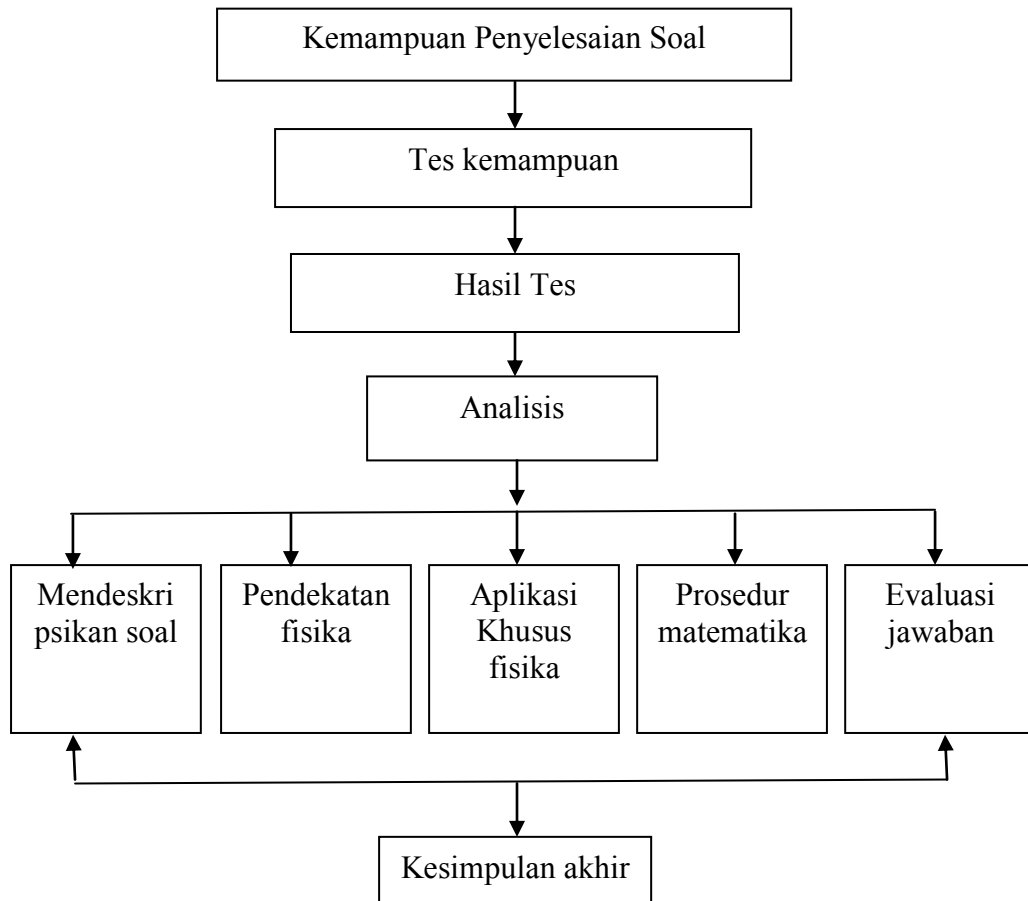 Kemampuan Penyelesaian Soal
Tes kemampuan
Hasil Tes
Analisis
Mendeskri
psikan soal
Pendekatan
fisika
Aplikasi
Khusus
fisika
Prosedur
matematika
Evaluasi
jawaban
Kesimpulan akhir